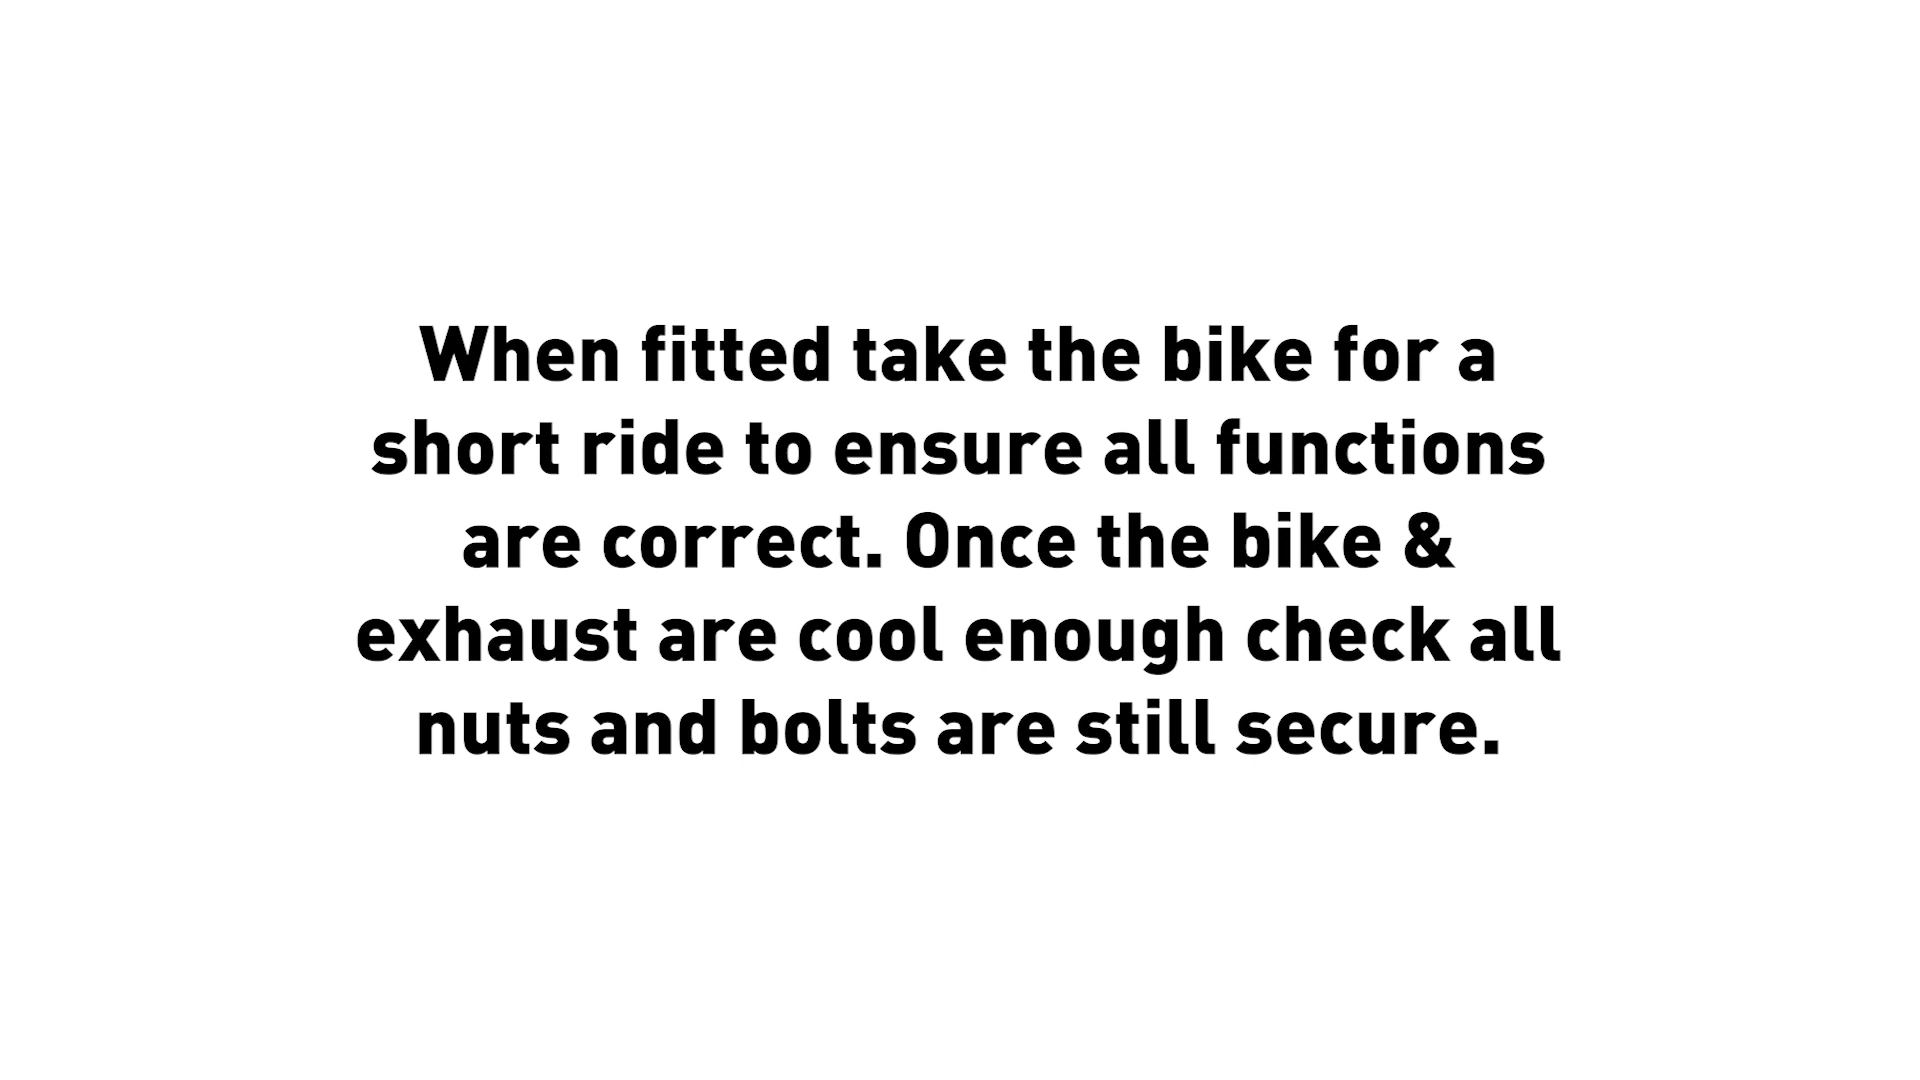 When fitted take the bike for a
short ride to ensure all functions
are correct. Once the bike &
exhaust are cool enough check all
nuts and bolts are still secure.